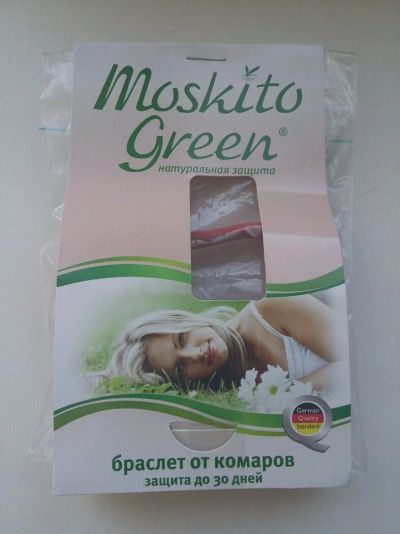 Moskito
Green®
натуральная защита
German
Quality
Standard
браслет от комаров
защита до 30 дней